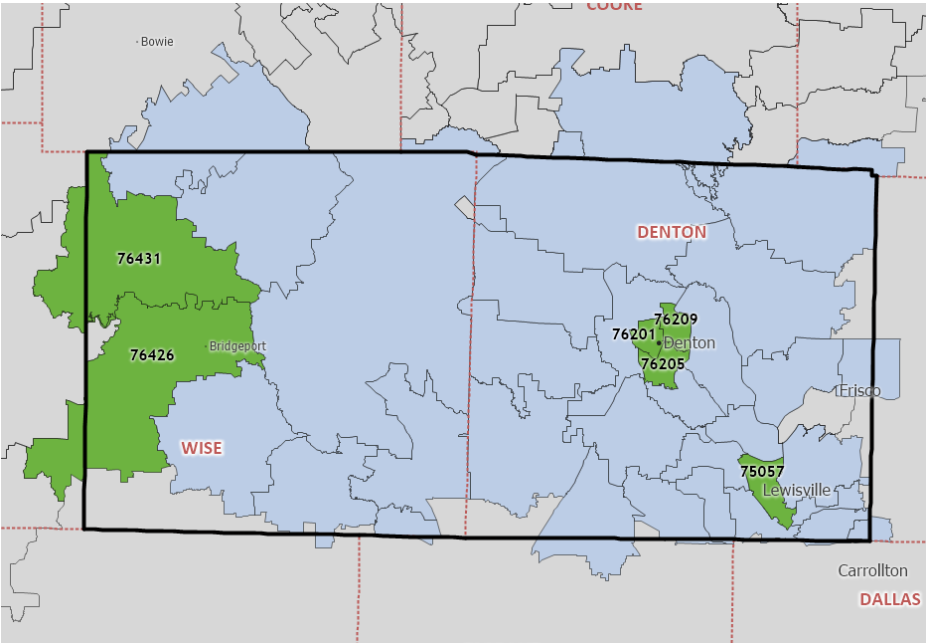 COOKE
Bowie
DENTON
76431
76209
76201
Denton
Bridgeport
76426
76205
Frisco
WISE
75057
Lewisville
Carrollton
DALLAS